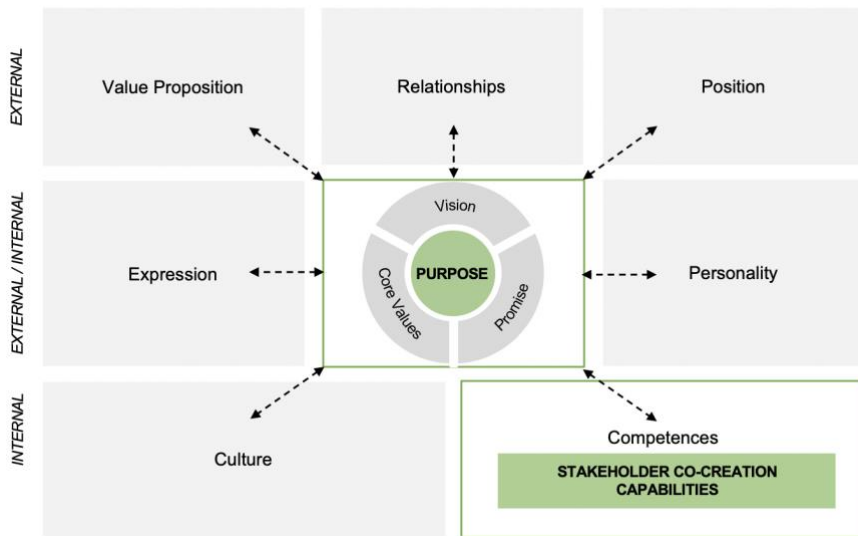 EXTERNAL
Value Proposition
Relationships
Position
EXTERNAL / INTERNAL
Expression
Vision
PURPOSE
Core Values
Promise
Personality
INTERNAL
Culture
Competences
STAKEHOLDER CO-CREATION
CAPABILITIES